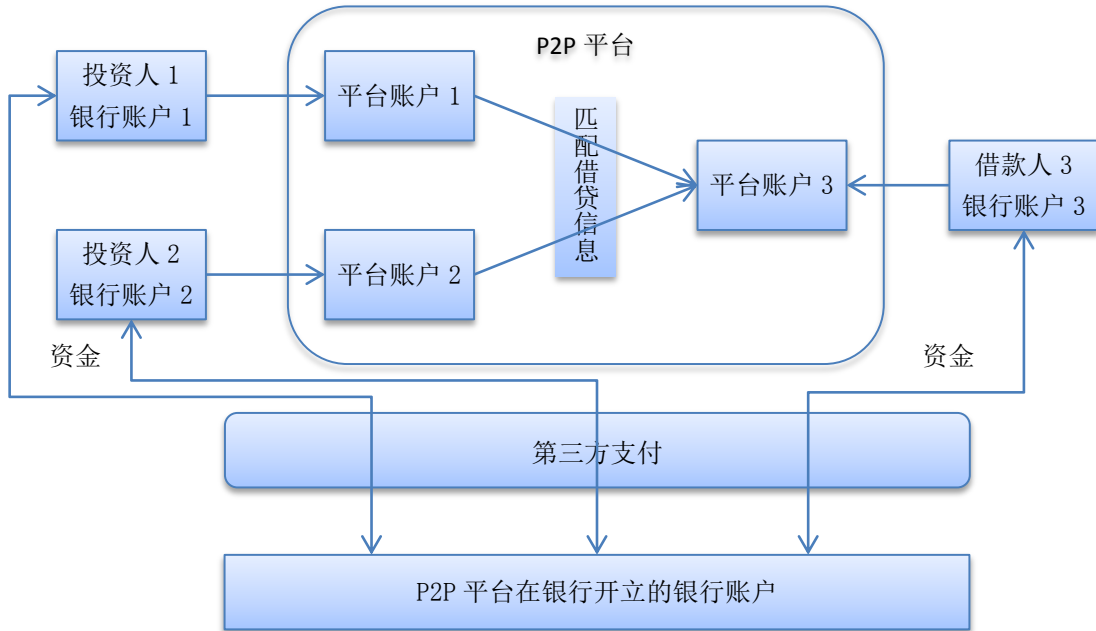 P2P 平台
投资人 1
银行账户 1
平台账户 1
匹配借贷信息
平台账户 3
借款人 3
银行账户 3
投资人 2
银行账户 2
平台账户 2
资金
资金
第三方支付
P2P 平台在银行开立的银行账户